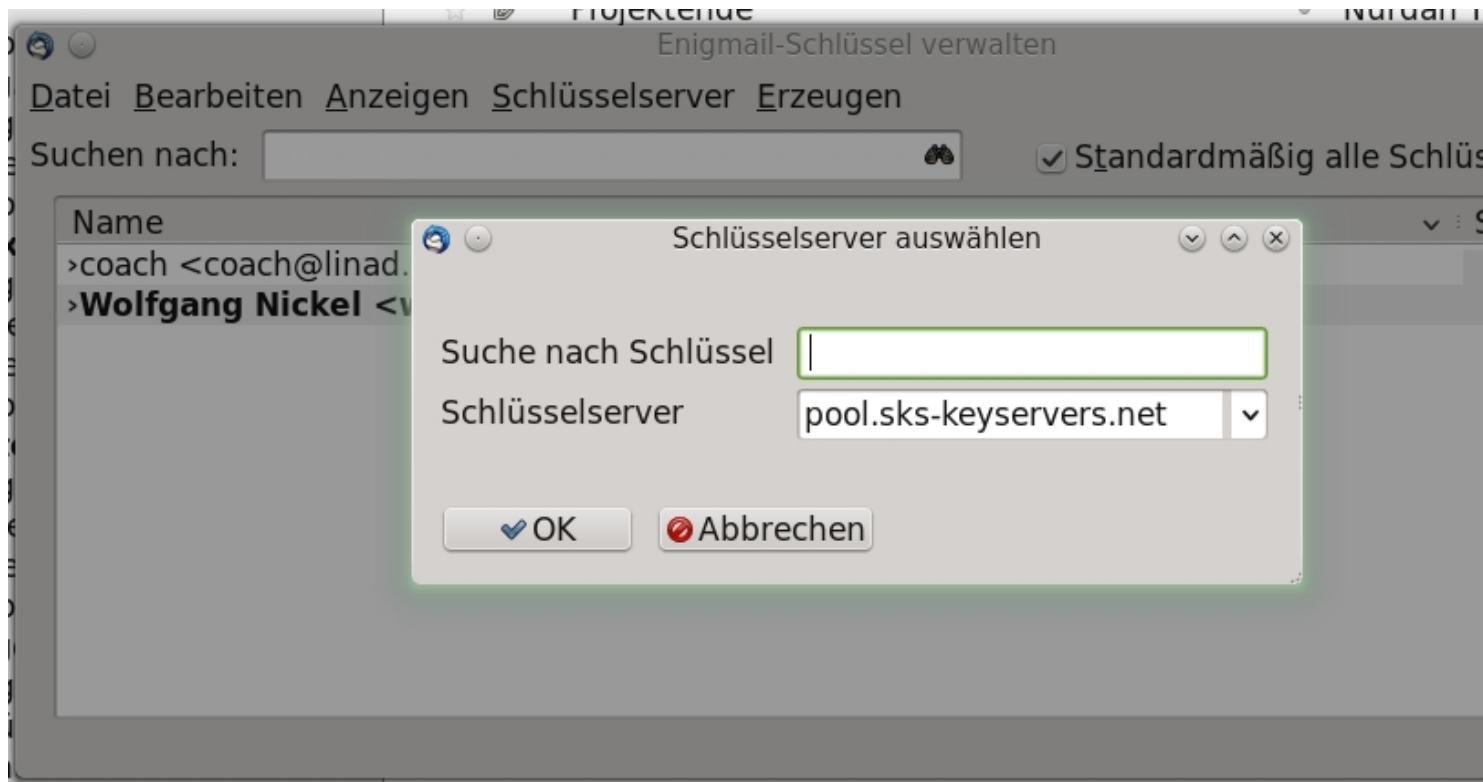 Projektende
Enigmail-Schlüssel verwalten
Datei Bearbeiten Anzeigen Schlüsselserver Erzeugen
Suchen nach:
Standardmäßig alle
Name
›coach <coach@linad.
›Wolfgang Nickel <
Schlüsselserver auswählen
Suche nach Schlüssel
Schlüsselserver
pool.sks-keyservers.net
OK
Abbrechen